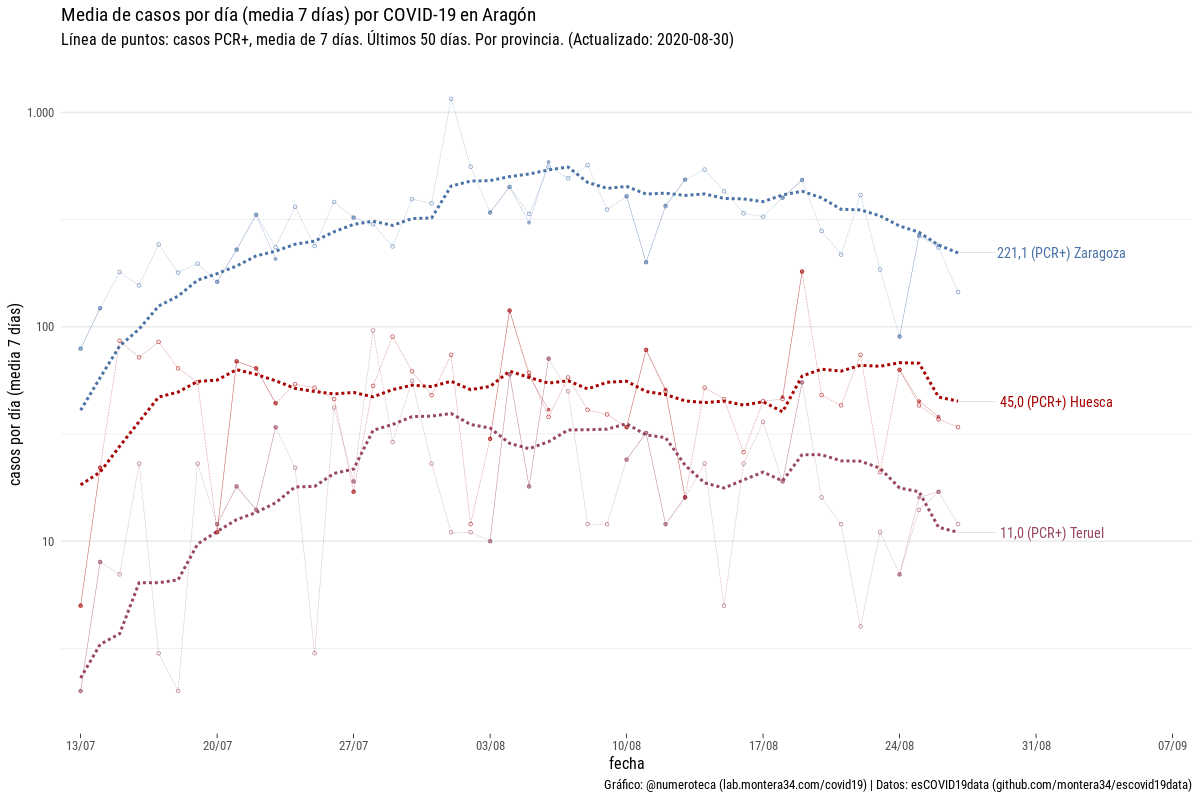 Media de casos por día (media 7 días) por COVID-19 en Aragón
Línea de puntos: casos PCR+, media de 7 días. Últimos 50 días. Por provincia. (Actualizado: 2020-08-30)
casos por día (media 7 días)
1.000
100
10
221,1 (PCR+) Zaragoza
45,0 (PCR+) Huesca
11,0 (PCR+) Teruel
13/07 20/07 27/07 03/08 10/08 17/08 24/08 31/08 07/09
fecha
Gráfico: @numeroteca (lab.montera34.com/covid19) | Datos: esCOVID19data (github.com/montera34/escovid19data)